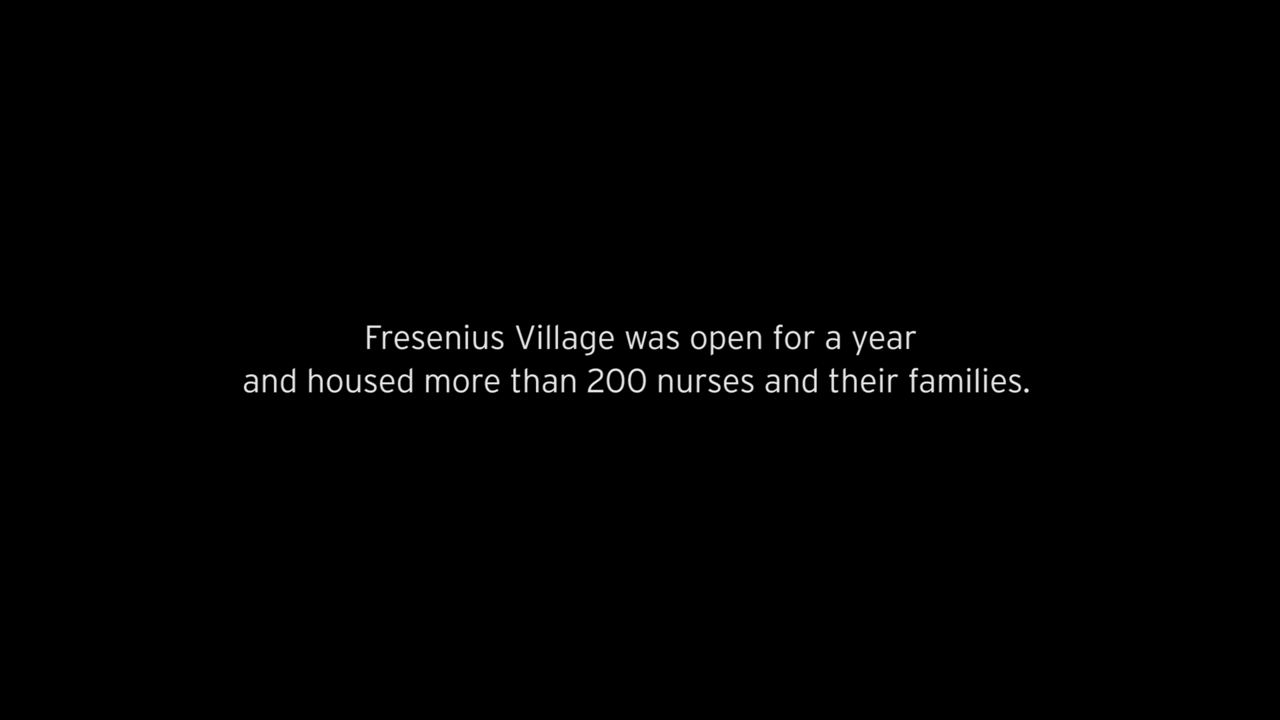 Fresenius Village was open for a year
and housed more than 200 nurses and their families.